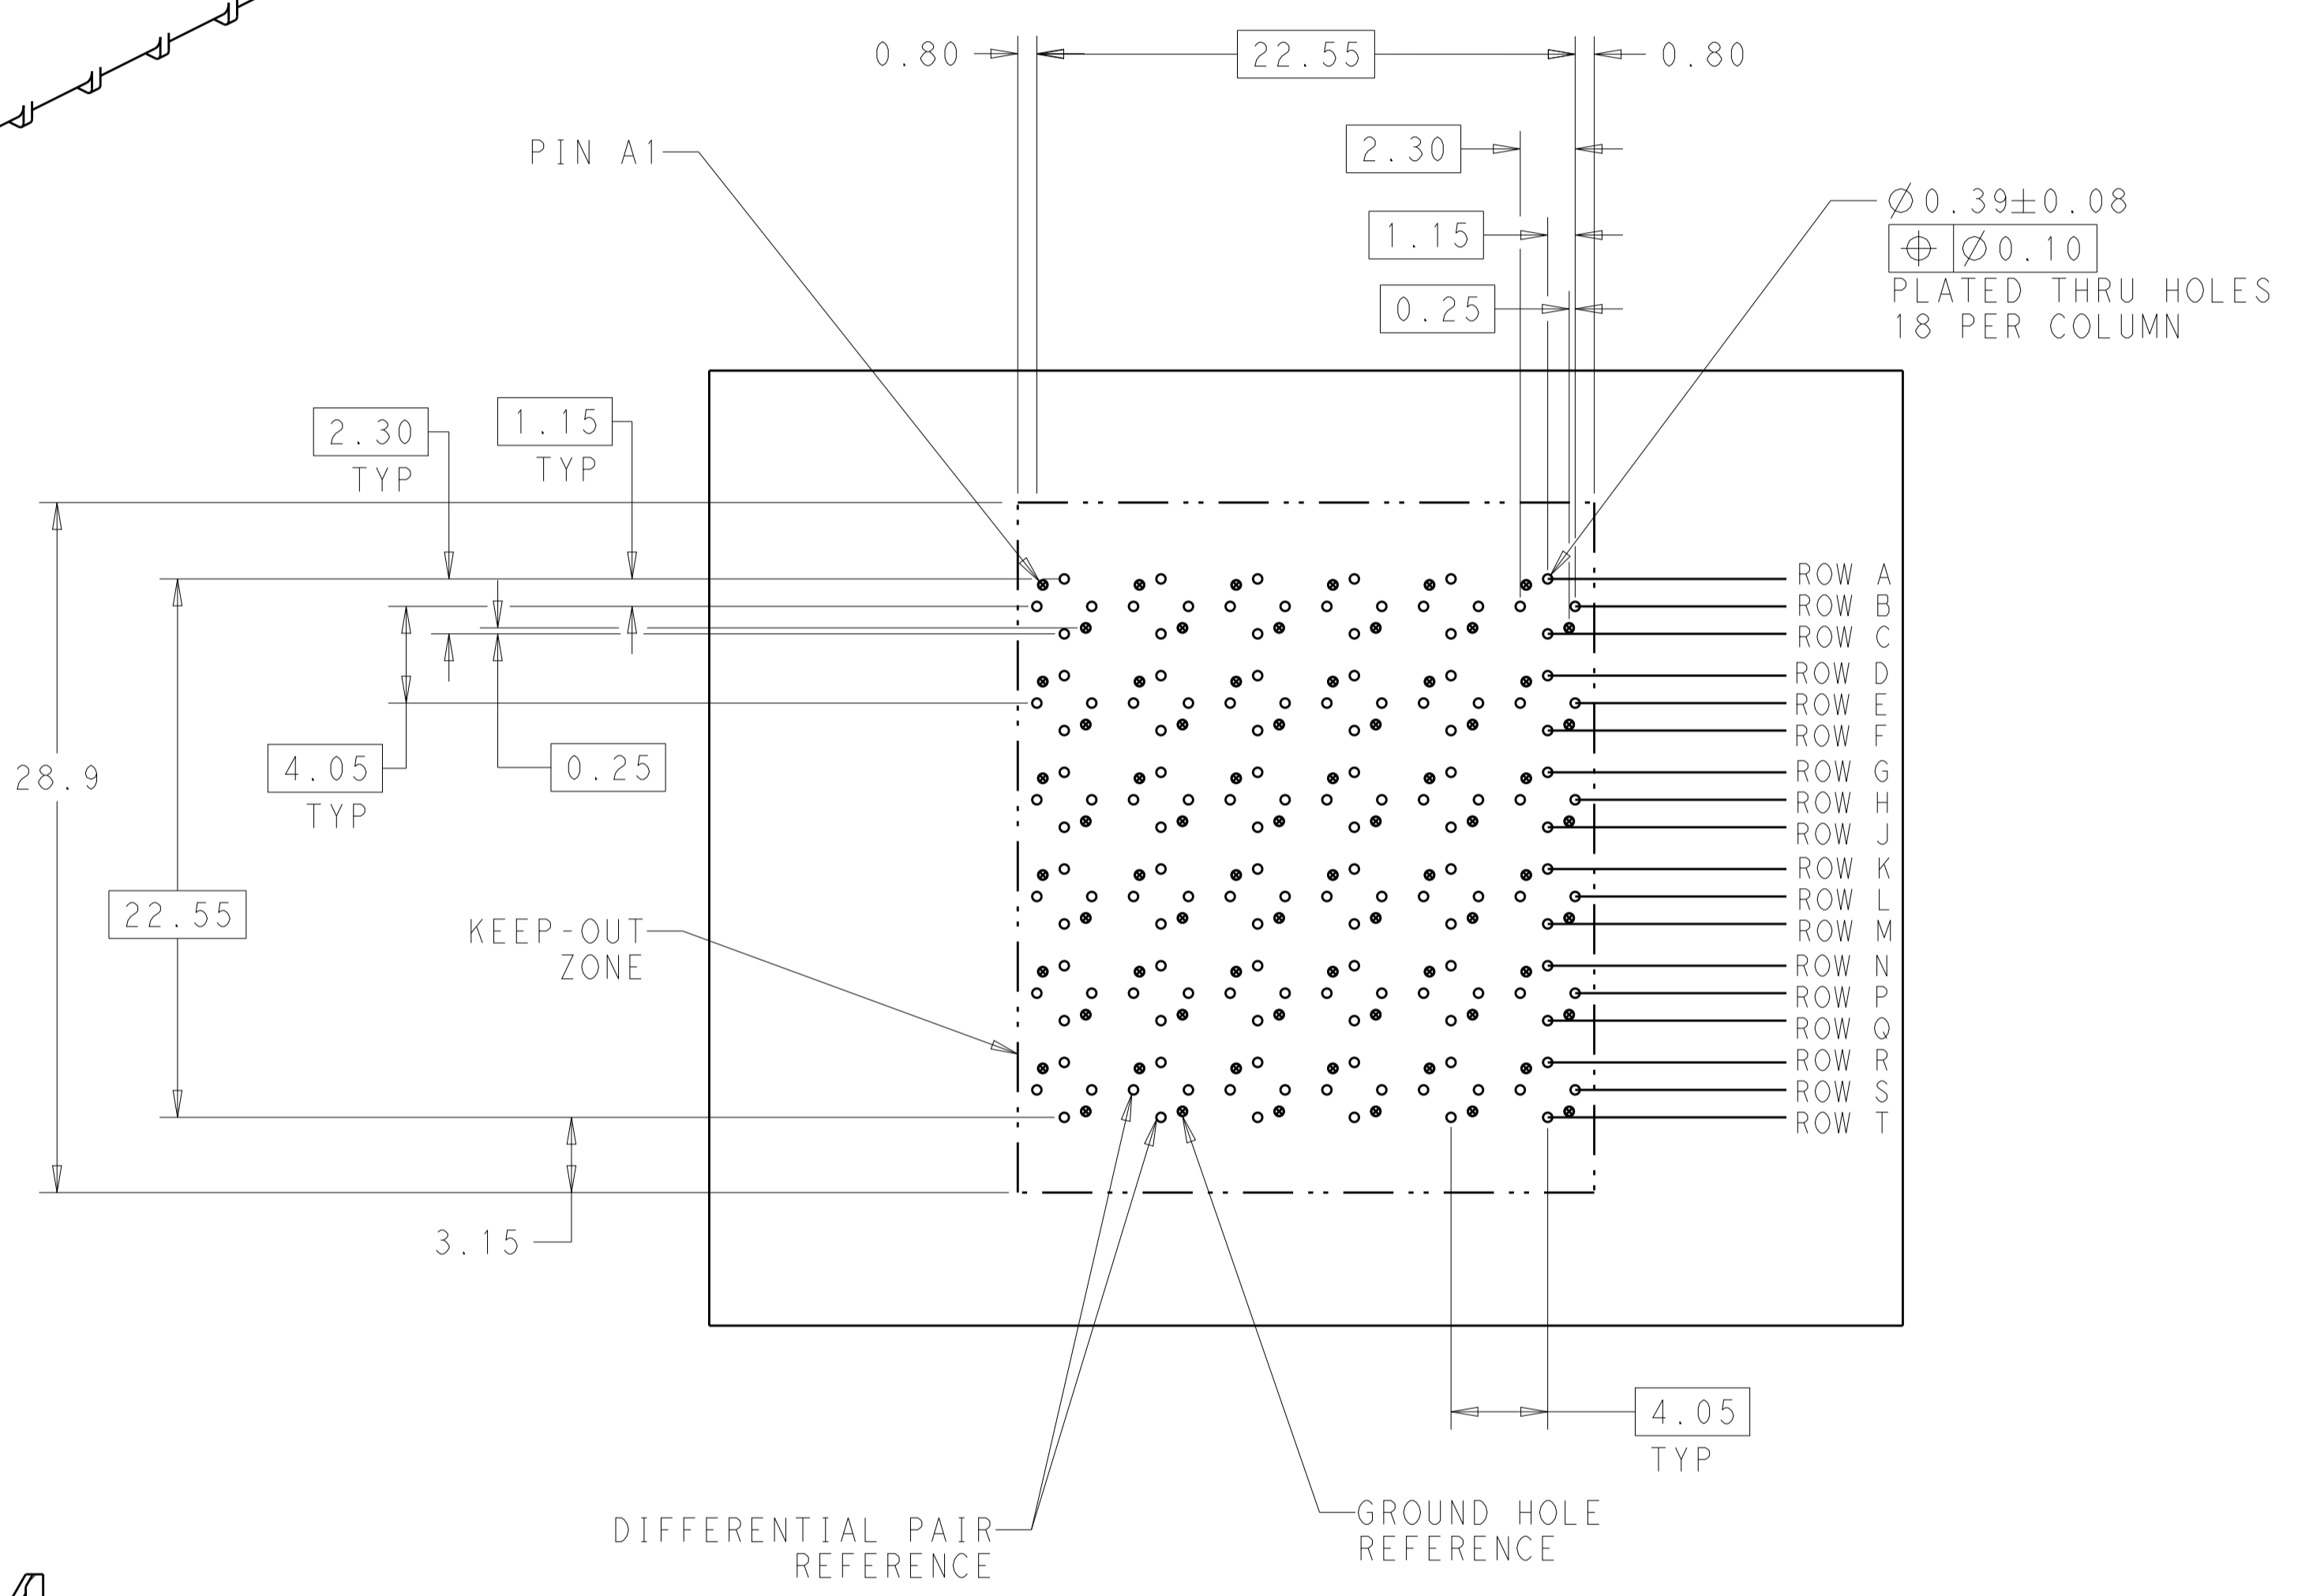 0.80
22.55
0.80
2.30
PIN A1
Ø0.39±0.08
⌖ Ø0.10
PLATED THRU HOLES
18 PER COLUMN
1.15
0.25
2.30
TYP
1.15
TYP
ROW A
ROW B
ROW C
ROW D
ROW E
ROW F
28.9
4.05
TYP
0.25
ROW G
ROW H
ROW J
ROW K
ROW L
ROW M
22.55
KEEP-OUT
ZONE
ROW N
ROW P
ROW Q
ROW R
ROW S
ROW T
3.15
4.05
TYP
DIFFERENTIAL PAIR
REFERENCE
GROUND HOLE
REFERENCE